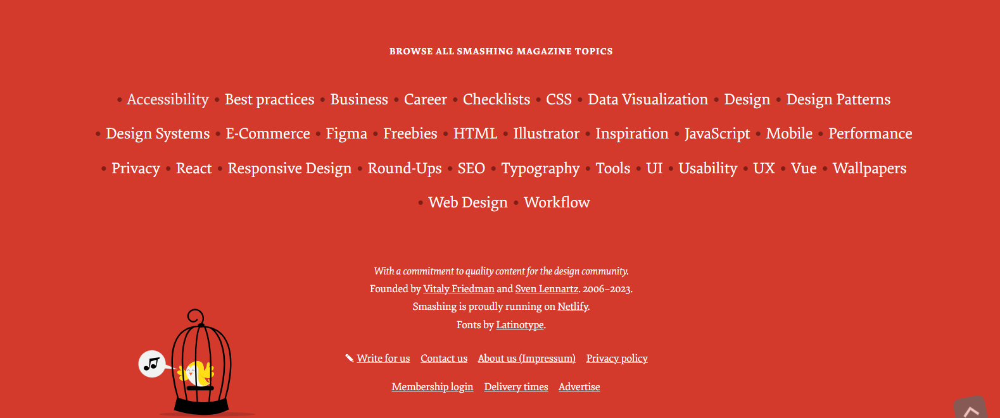 BROWSE ALL SMASHING MAGAZINE TOPICS
• Accessibility • Best practices • Business • Career • Checklists • CSS • Data Visualization • Design • Design Patterns
• Design Systems • E-Commerce • Figma • Freebies • HTML • Illustrator • Inspiration • JavaScript • Mobile • Performance
• Privacy • React • Responsive Design • Round-Ups • SEO • Typography • Tools • UI • Usability • UX • Vue • Wallpapers
• Web Design • Workflow
With a commitment to quality content for the design community.
Founded by Vitaly Friedman and Sven Lennartz. 2006–2023.
Smashing is proudly running on Netlify.
Fonts by Latinotype.
✎ Write for us Contact us About us (Impressum) Privacy policy
Membership login Delivery times Advertise